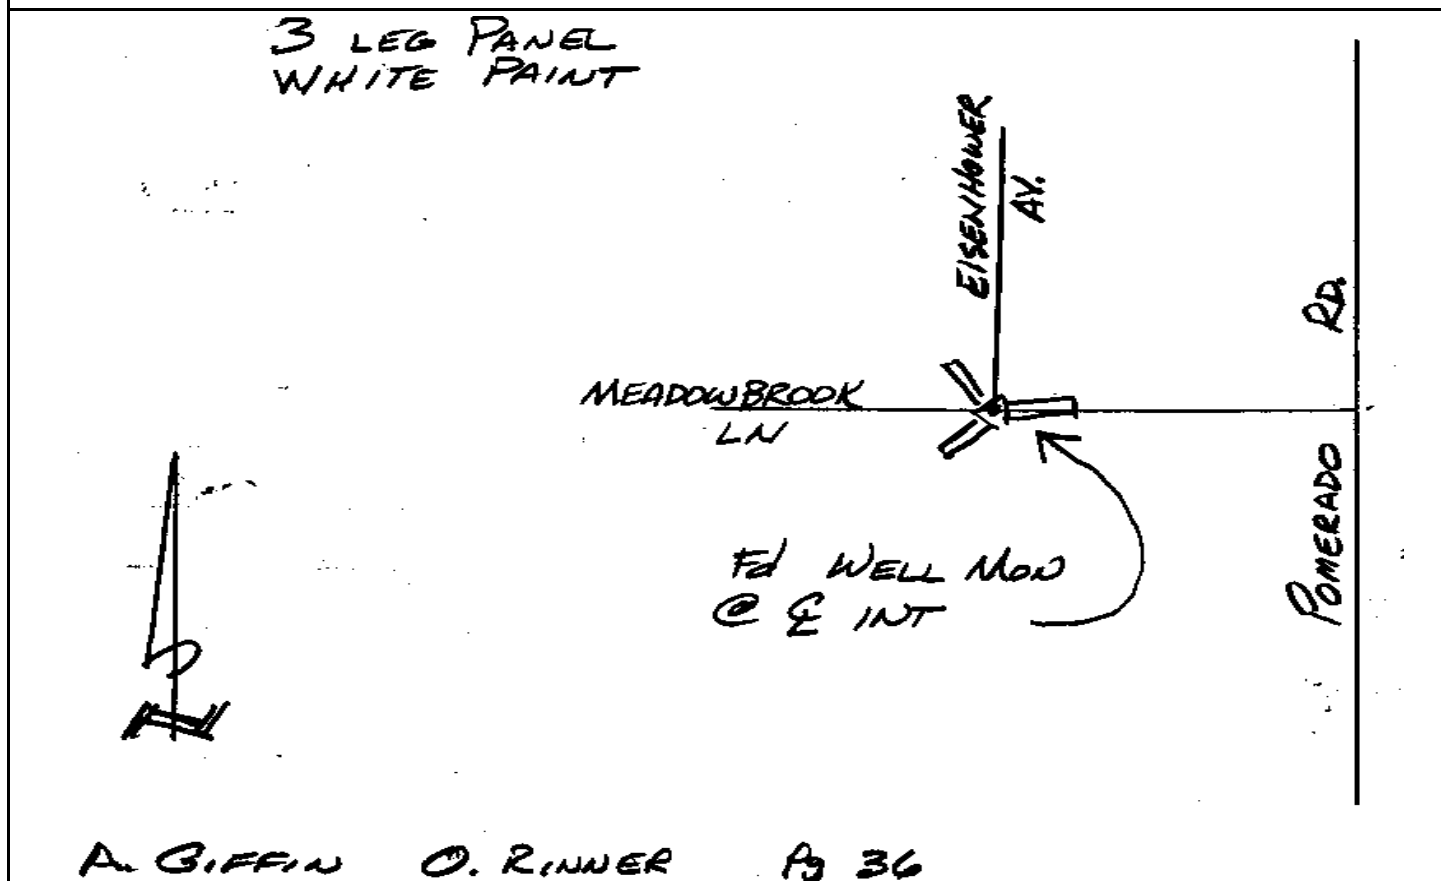 3 LEG PANEL
WHITE PAINT
EISENHOWER
AV.
RD.
MEADOWBROOK
LN
POMERADO
Fd WELL MON
@ ℄ INT
N
A. GIFFIN O. RINNER Pg 36